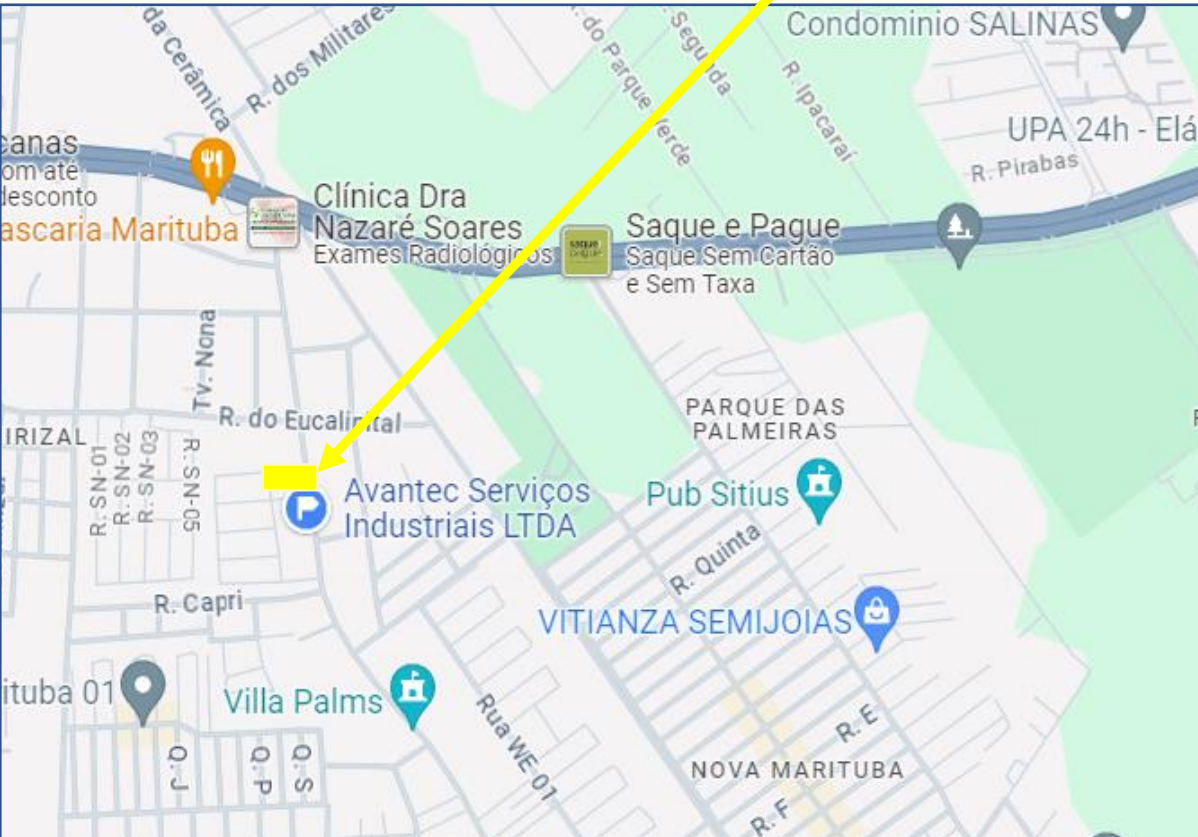 da Cerâmica
R. dos Militares
R. do Parque Verde
Segunda
R. Ipacaraí
Condominio SALINAS
UPA 24h - Elá
R. Pirabas
canas
om até
desconto
ascaria Marituba
Clínica Dra
Nazaré Soares
Exames Radiológicos
saque
pague
Saque e Pague
Saque Sem Cartão
e Sem Taxa
Tv. Nona
R. do Eucaliptal
IRIZAL
R. SN-01
R. SN-02
R. SN-03
R. SN-05
PARQUE DAS
PALMEIRAS
Avantec Serviços
Industriais LTDA
Pub Sitius
R. Quinta
R. Capri
VITIANZA SEMIJOIAS
ituba 01
Villa Palms
Rua WE 01
Q. J
Q. P
Q. S
R. E
NOVA MARITUBA
R. F